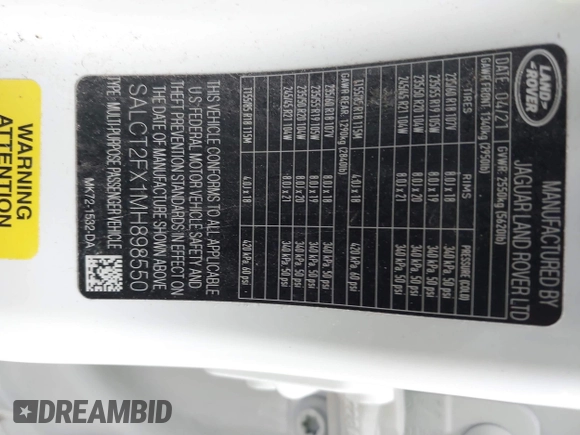 LAND-
ROVER
MANUFACTURED BY
JAGUAR LAND ROVER LTD
DATE: 04/21 GVWR: 2550kg (5620lb)
GAWR FRONT: 1340kg (2950lb)
TIRES RIMS PRESSURE (COLD)
235/60 R18 107V 8.0J x 18 340 kPa 50 psi
235/55 R19 105W 8.0J x 19 340 kPa 50 psi
235/50 R20 104W 8.0J x 20 340 kPa 50 psi
245/45 R21 104W 8.0J x 21 340 kPa 50 psi
T155/85 R18 115M 4.0J x 18 420 kPa 60 psi
GAWR REAR: 1290kg (2840lb)
235/60 R18 107V 8.0J x 18 340 kPa 50 psi
235/55 R19 105W 8.0J x 19 340 kPa 50 psi
235/50 R20 104W 8.0J x 20 340 kPa 50 psi
245/45 R21 104W 8.0J x 21 340 kPa 50 psi
T155/85 R18 115M 4.0J x 18 420 kPa 60 psi
THIS VEHICLE CONFORMS TO ALL APPLICABLE
U.S FEDERAL MOTOR VEHICLE SAFETY AND
THEFT PREVENTION STANDARDS IN EFFECT ON
THE DATE OF MANUFACTURE SHOWN ABOVE
SALCT2FX1MH898550
TYPE: MULTI-PURPOSE PASSENGER VEHICLE
MK72-1532-DA
WARNING
ATTENTION
DREAMBID